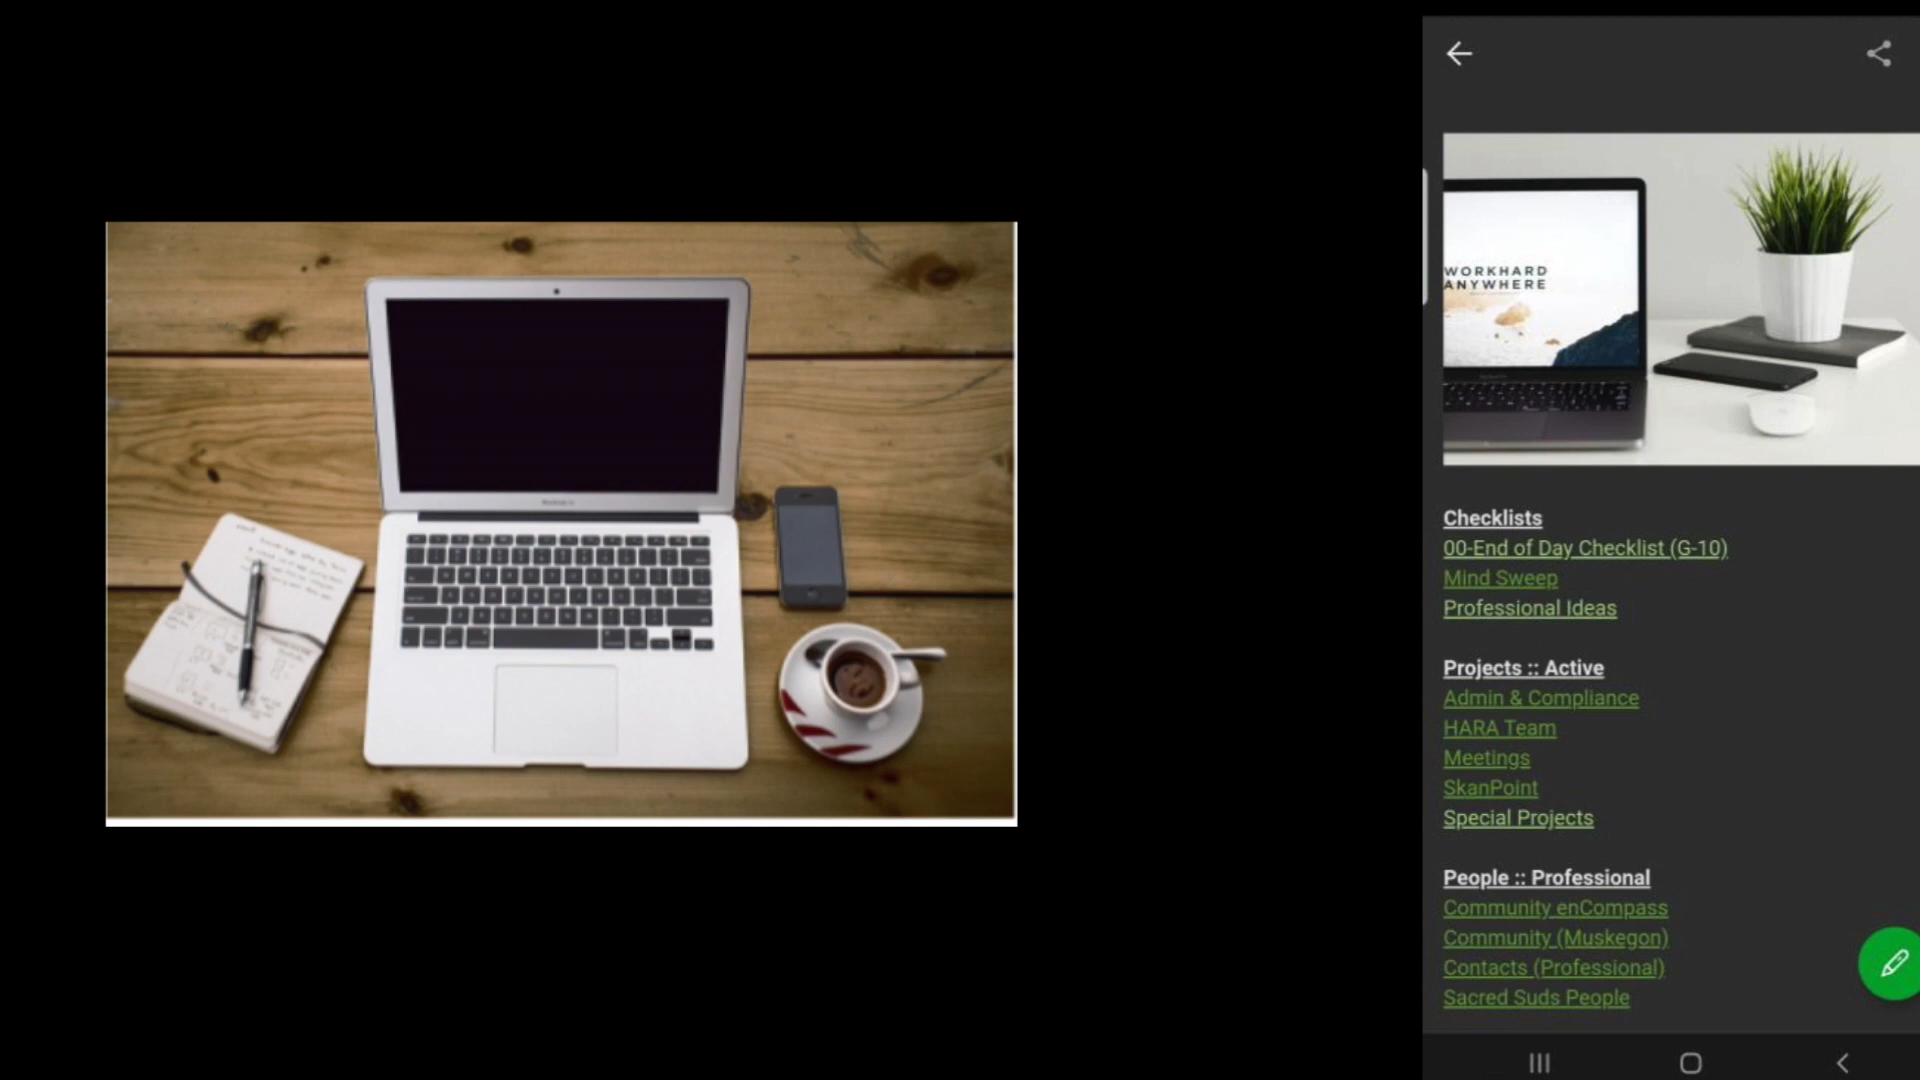 WORKHARD
ANYWHERE
Checklists
00-End of Day Checklist (G-10)
Mind Sweep
Professional Ideas
Projects :: Active
Admin & Compliance
HARA Team
Meetings
SkanPoint
Special Projects
People :: Professional
Community enCompass
Community (Muskegon)
Contacts (Professional)
Sacred Suds People